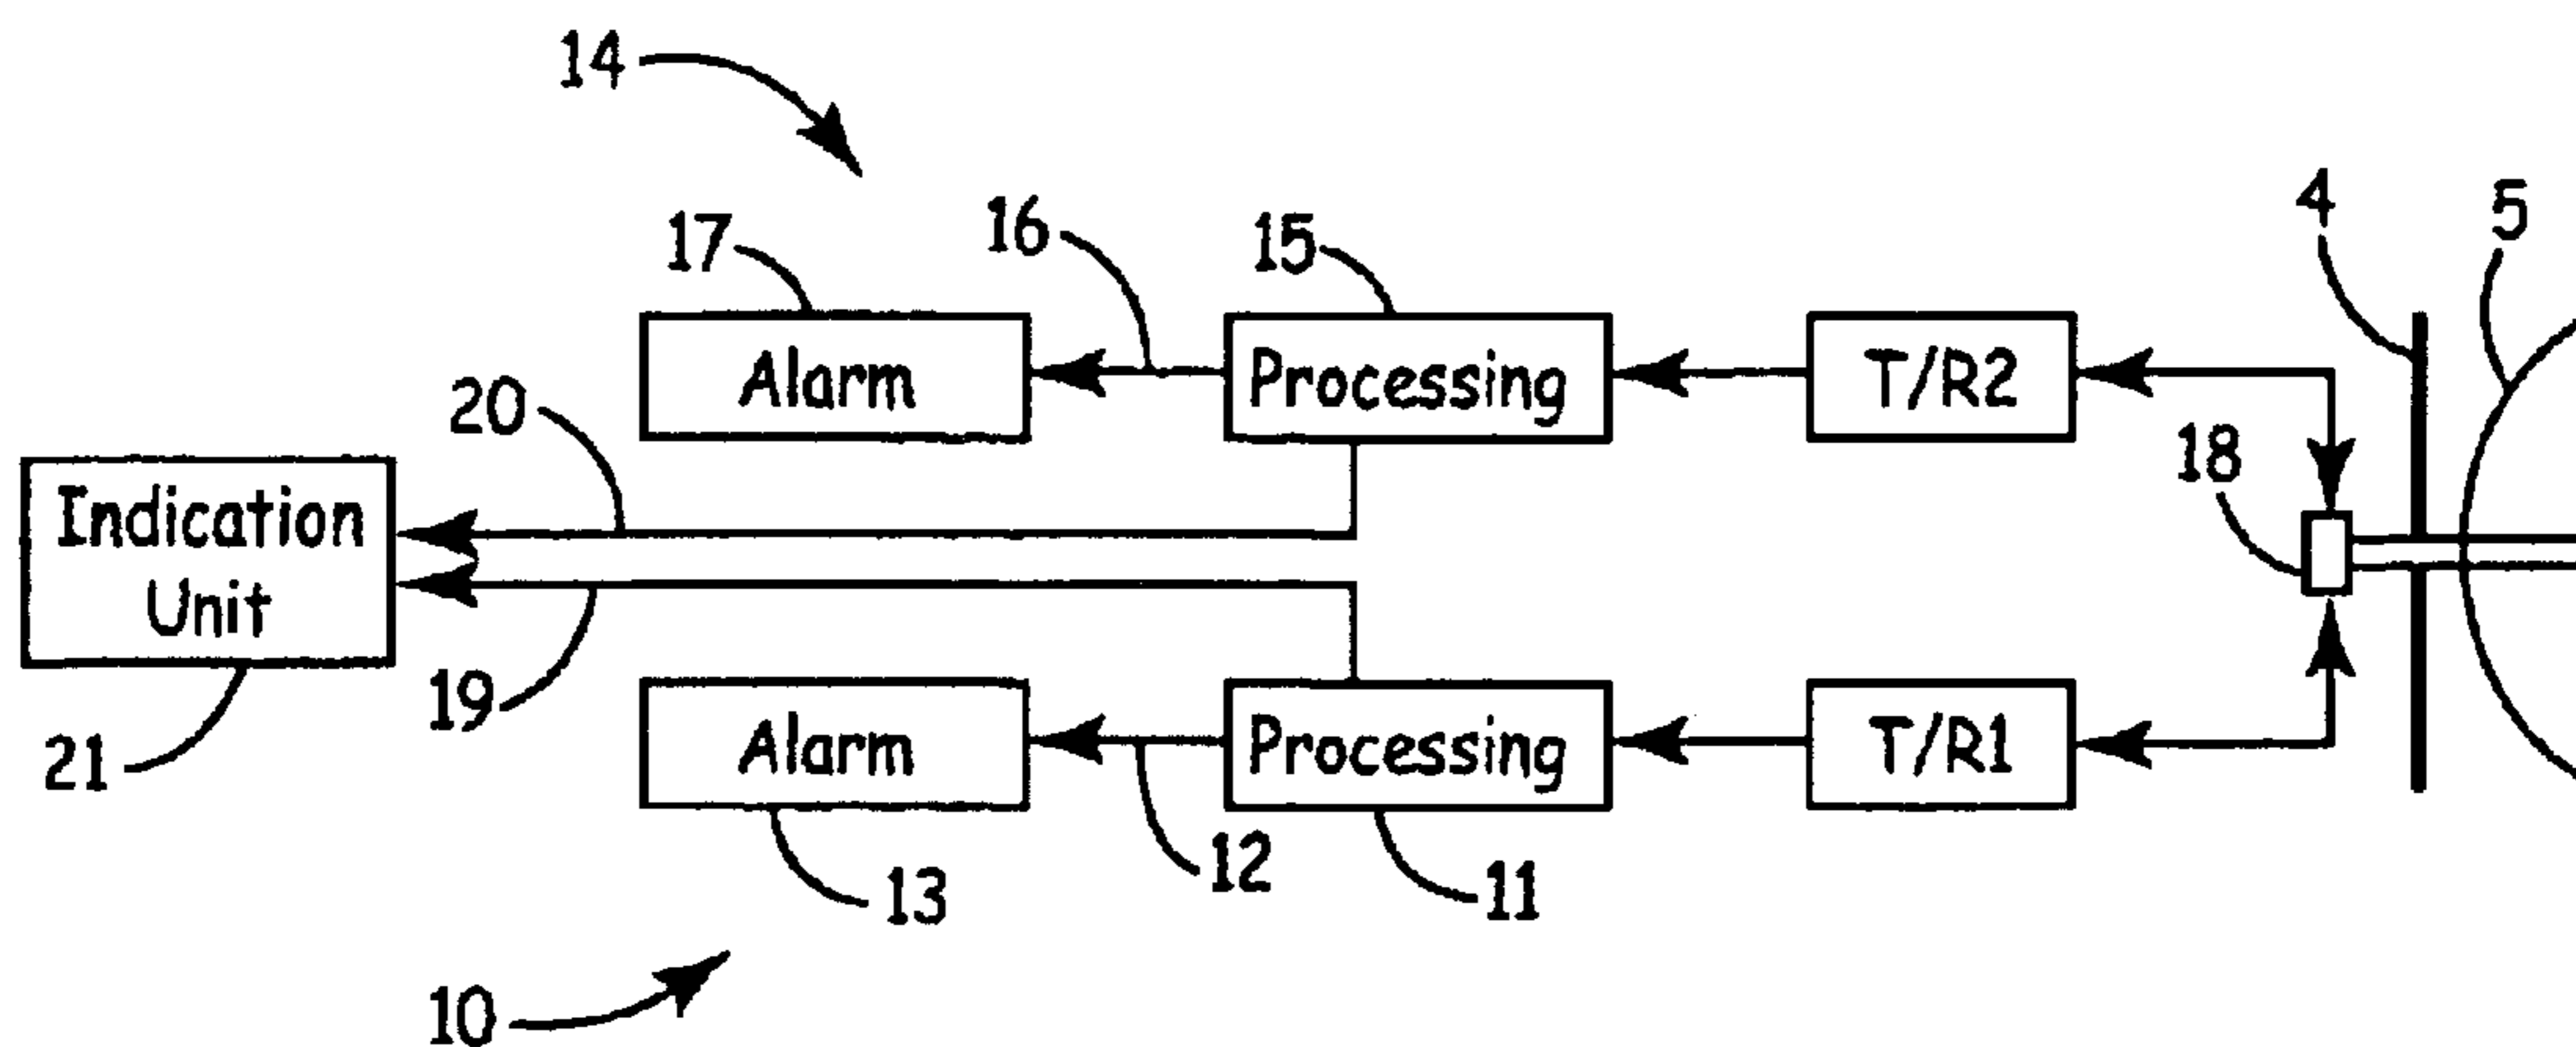 14
4
5
17
16
15
Alarm
Processing
T/R2
20
18
Indication
Unit
19
21
Alarm
Processing
T/R1
12
11
13
10